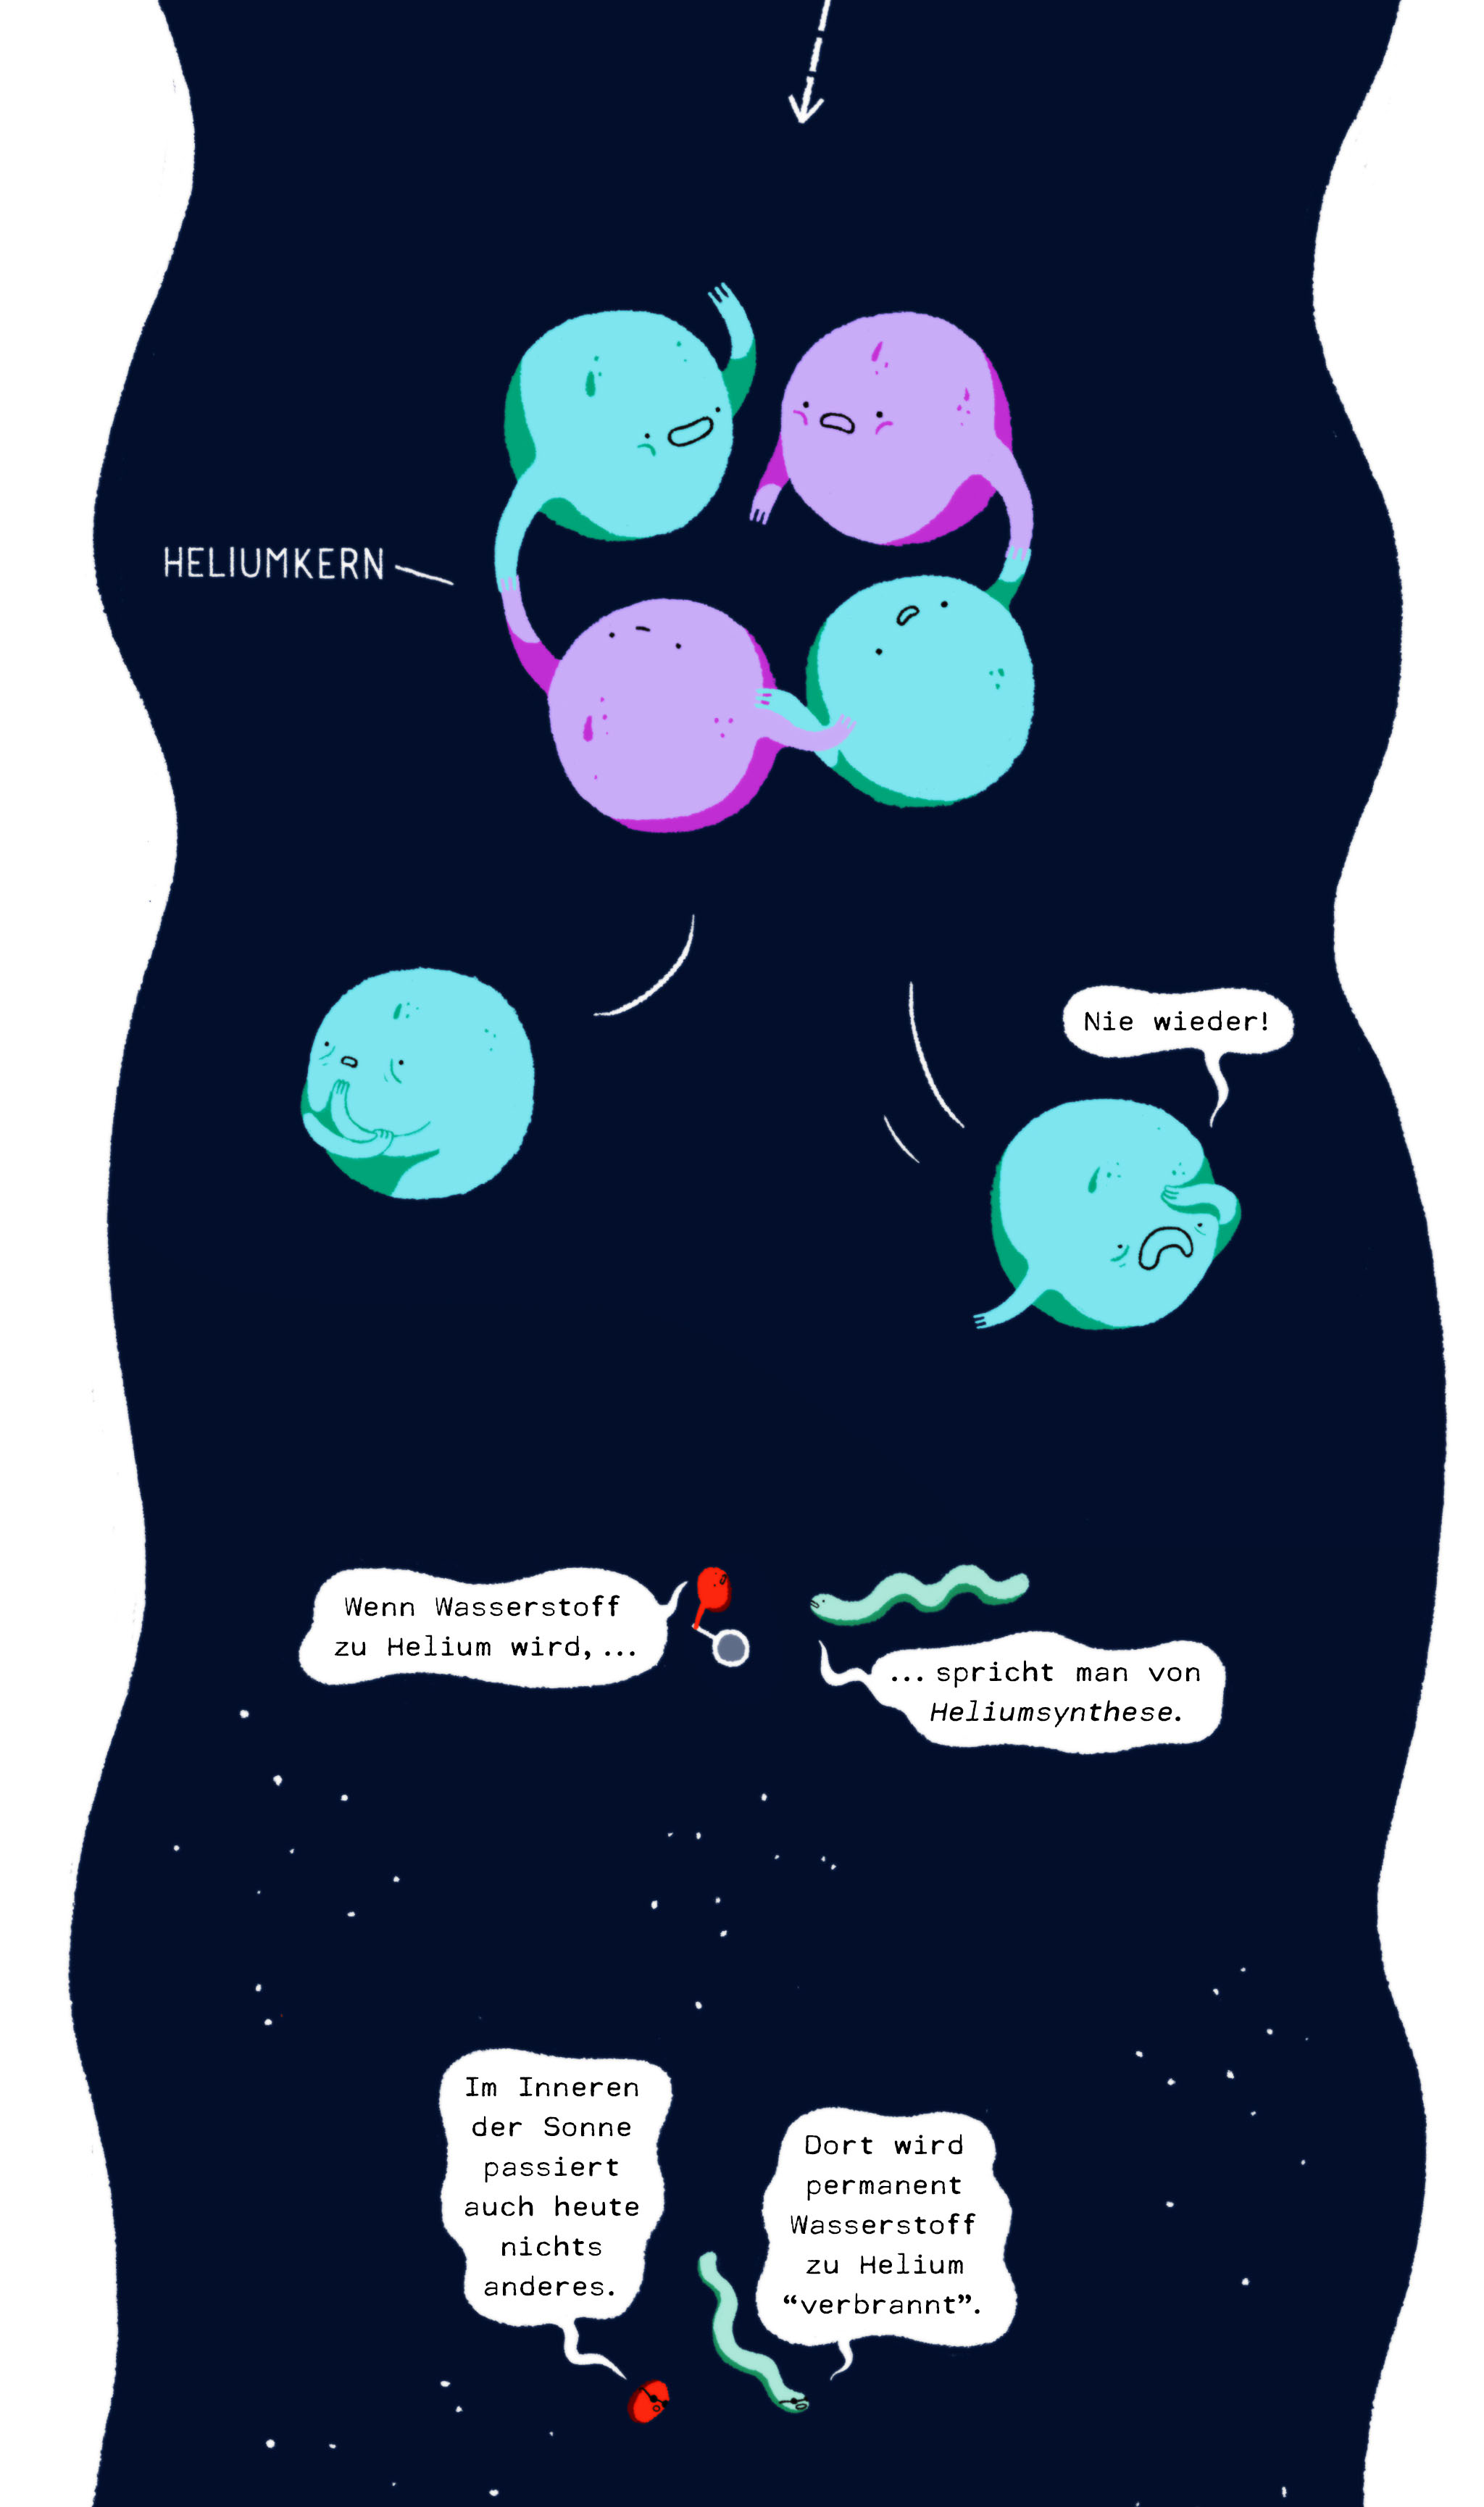 HELIUMKERN
Nie wieder!
Wenn Wasserstoff
zu Helium wird, ...
... spricht man von
Heliumsynthese.
Im Inneren
der Sonne
passiert
auch heute
nichts
anderes.
Dort wird
permanent
Wasserstoff
zu Helium
“verbrannt”.